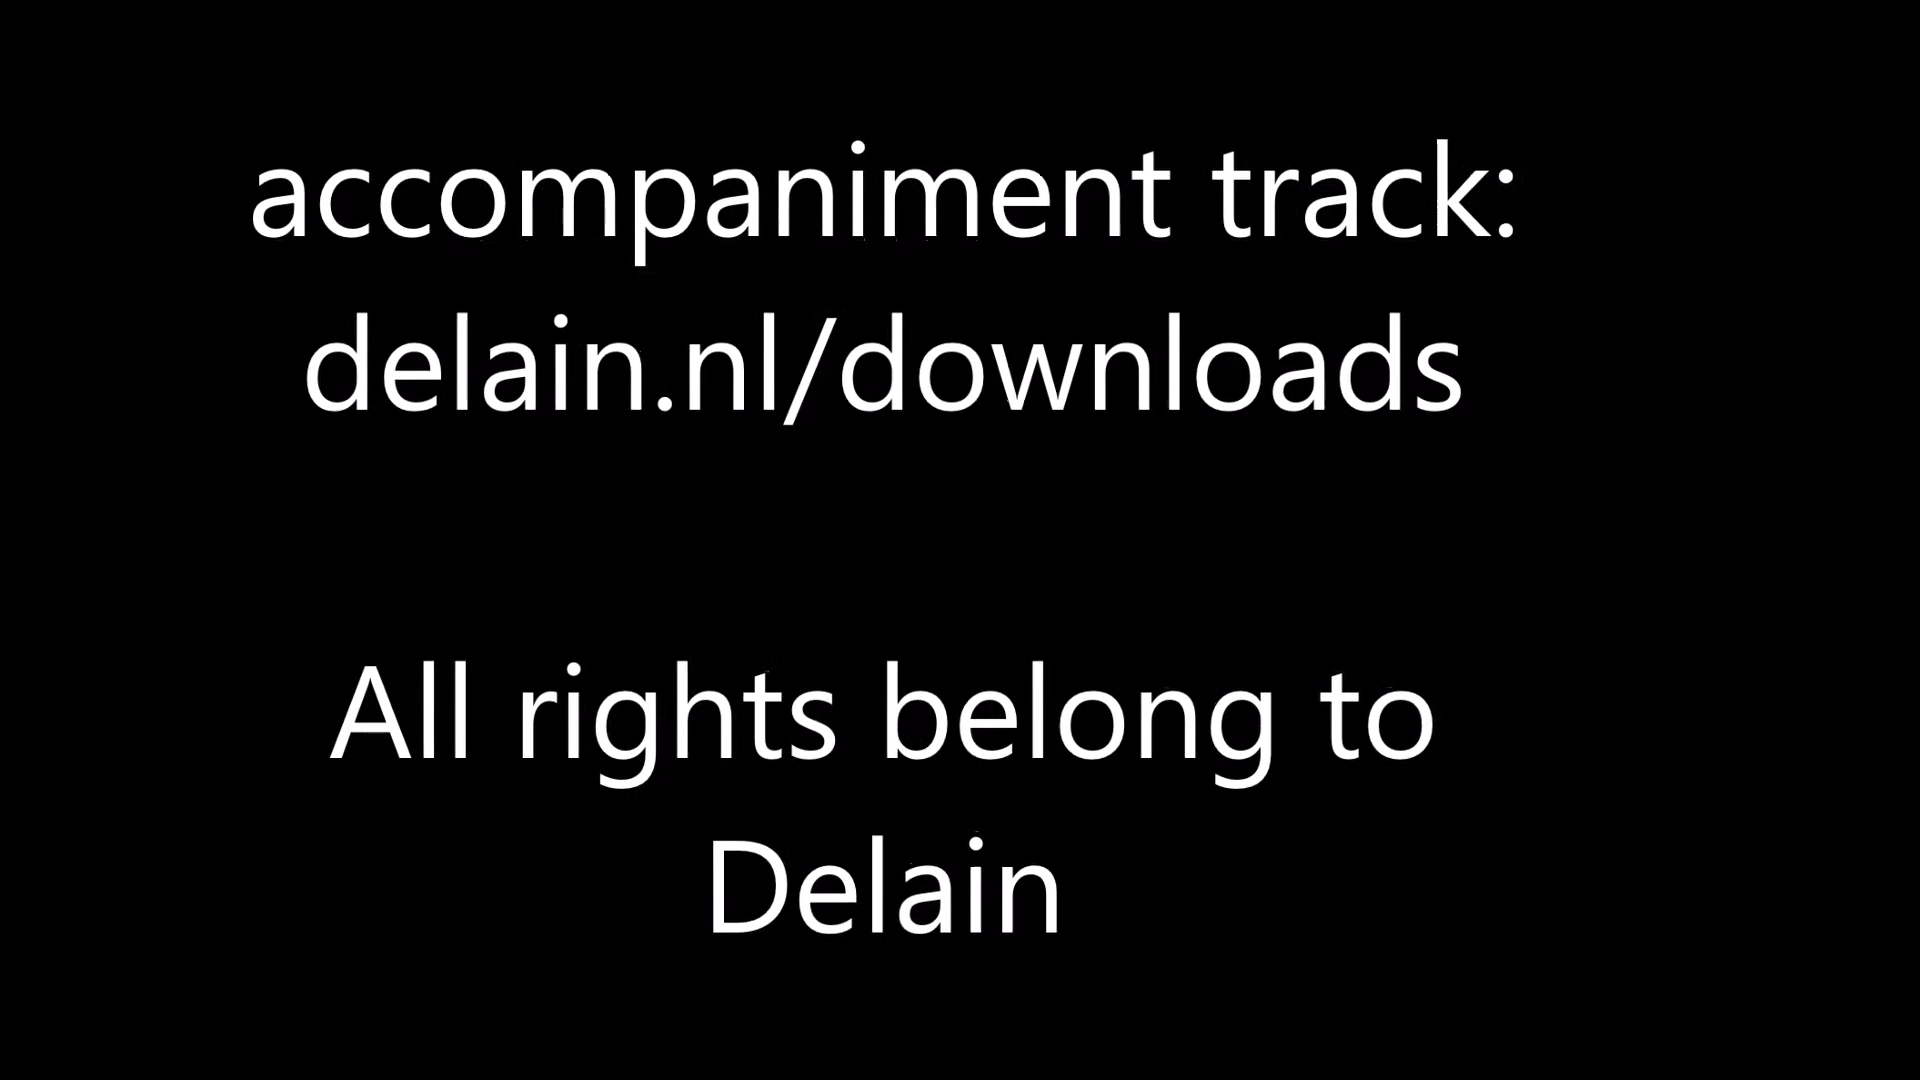 accompaniment track:
delain.nl/downloads
All rights belong to
Delain